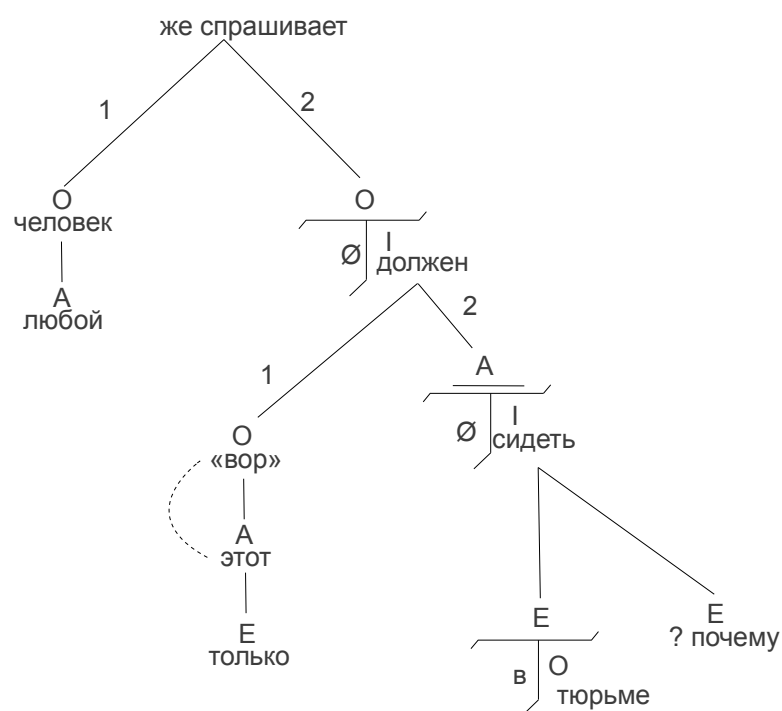 же спрашивает
1 2
О О
человек
Ø I
должен
А
любой
2
1
А
О
«вор»
Ø I
сидеть
А
этот
Е
только
Е
Е
? почему
в О
тюрьме